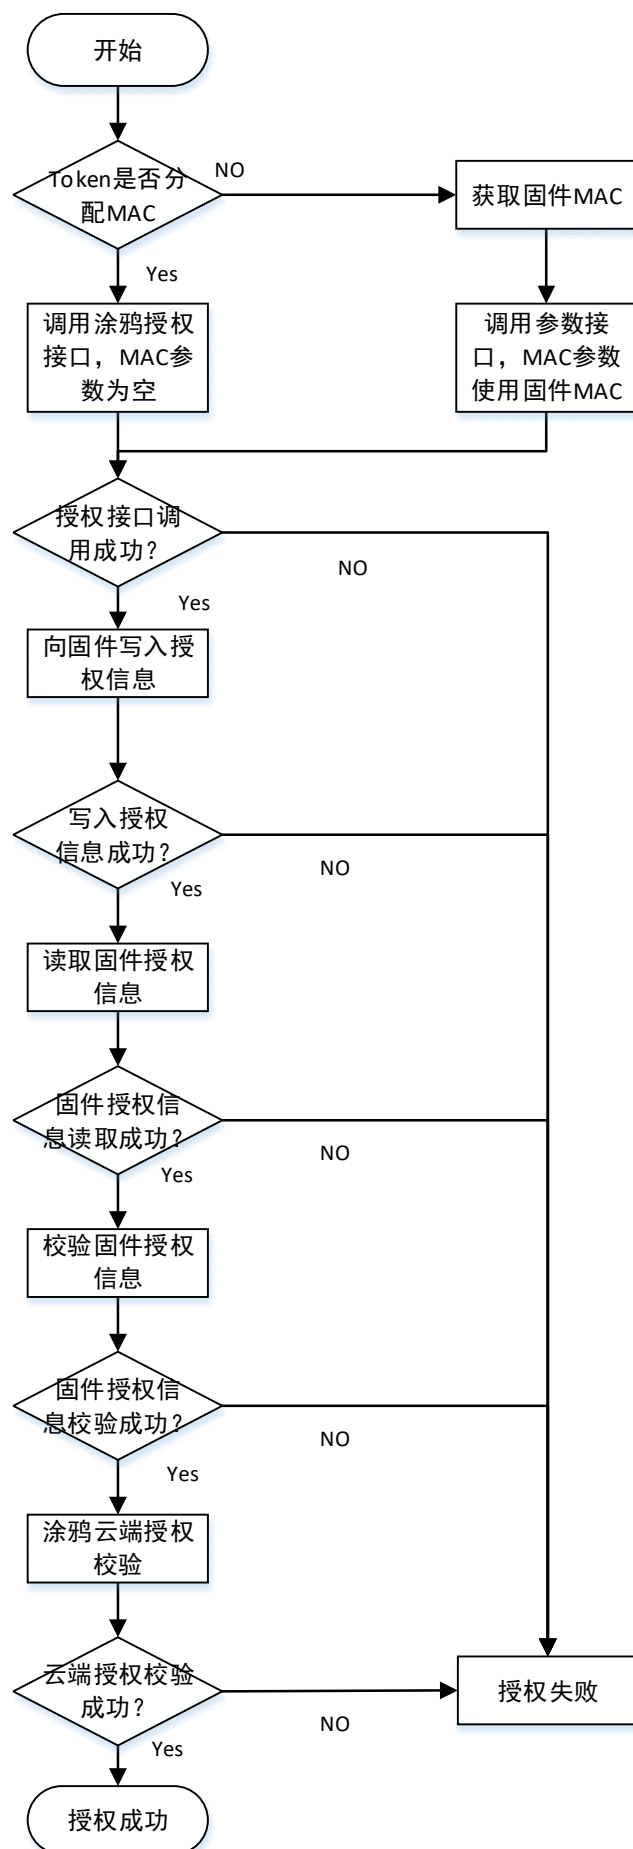 开始
Token是否分
配MAC
NO
获取固件MAC
Yes
调用涂鸦授权
接口，MAC参
数为空
调用参数接
口，MAC参数
使用固件MAC
授权接口调
用成功？
NO
Yes
向固件写入授
权信息
写入授权
信息成功？
NO
Yes
读取固件授权
信息
固件授权信
息读取成功？
NO
Yes
校验固件授权
信息
固件授权信
息校验成功？
NO
Yes
涂鸦云端授权
校验
云端授权校验
成功？
NO
授权失败
Yes
授权成功